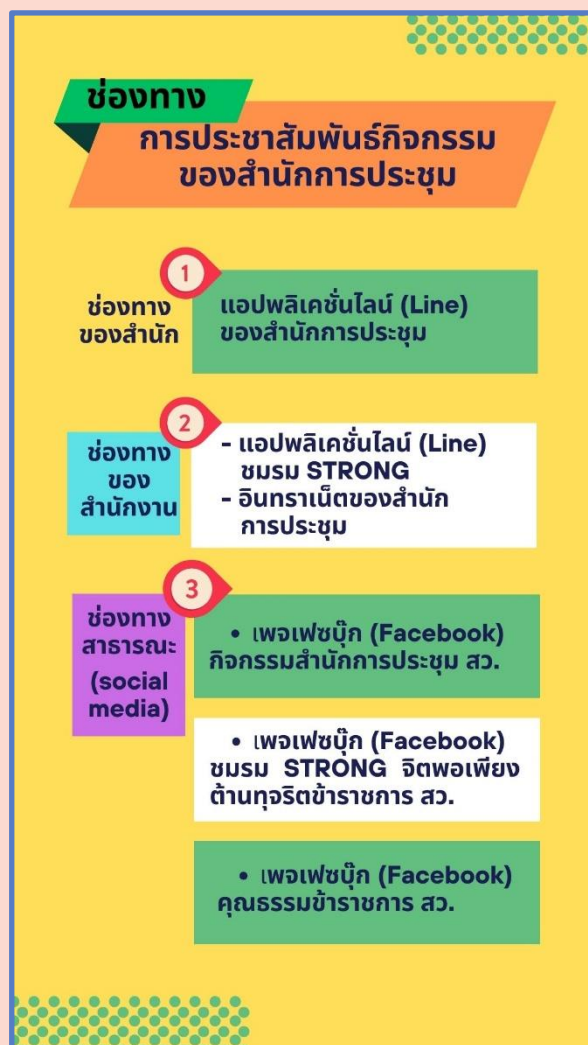 ช่องทาง
การประชาสัมพันธ์กิจกรรม
ของสำนักการประชุม
1
ช่องทาง
ของสำนัก
แอปพลิเคชั่นไลน์ (Line)
ของสำนักการประชุม
2
ช่องทาง
ของ
สำนักงาน
- แอปพลิเคชั่นไลน์ (Line)
ชมรม STRONG
- อินทราเน็ตของสำนัก
การประชุม
3
ช่องทาง
สาธารณะ
(social
media)
• เพจเฟซบุ๊ก (Facebook)
กิจกรรมสำนักการประชุม สว.
• เพจเฟซบุ๊ก (Facebook)
ชมรม STRONG จิตพอเพียง
ต้านทุจริตข้าราชการ สว.
• เพจเฟซบุ๊ก (Facebook)
คุณธรรมข้าราชการ สว.